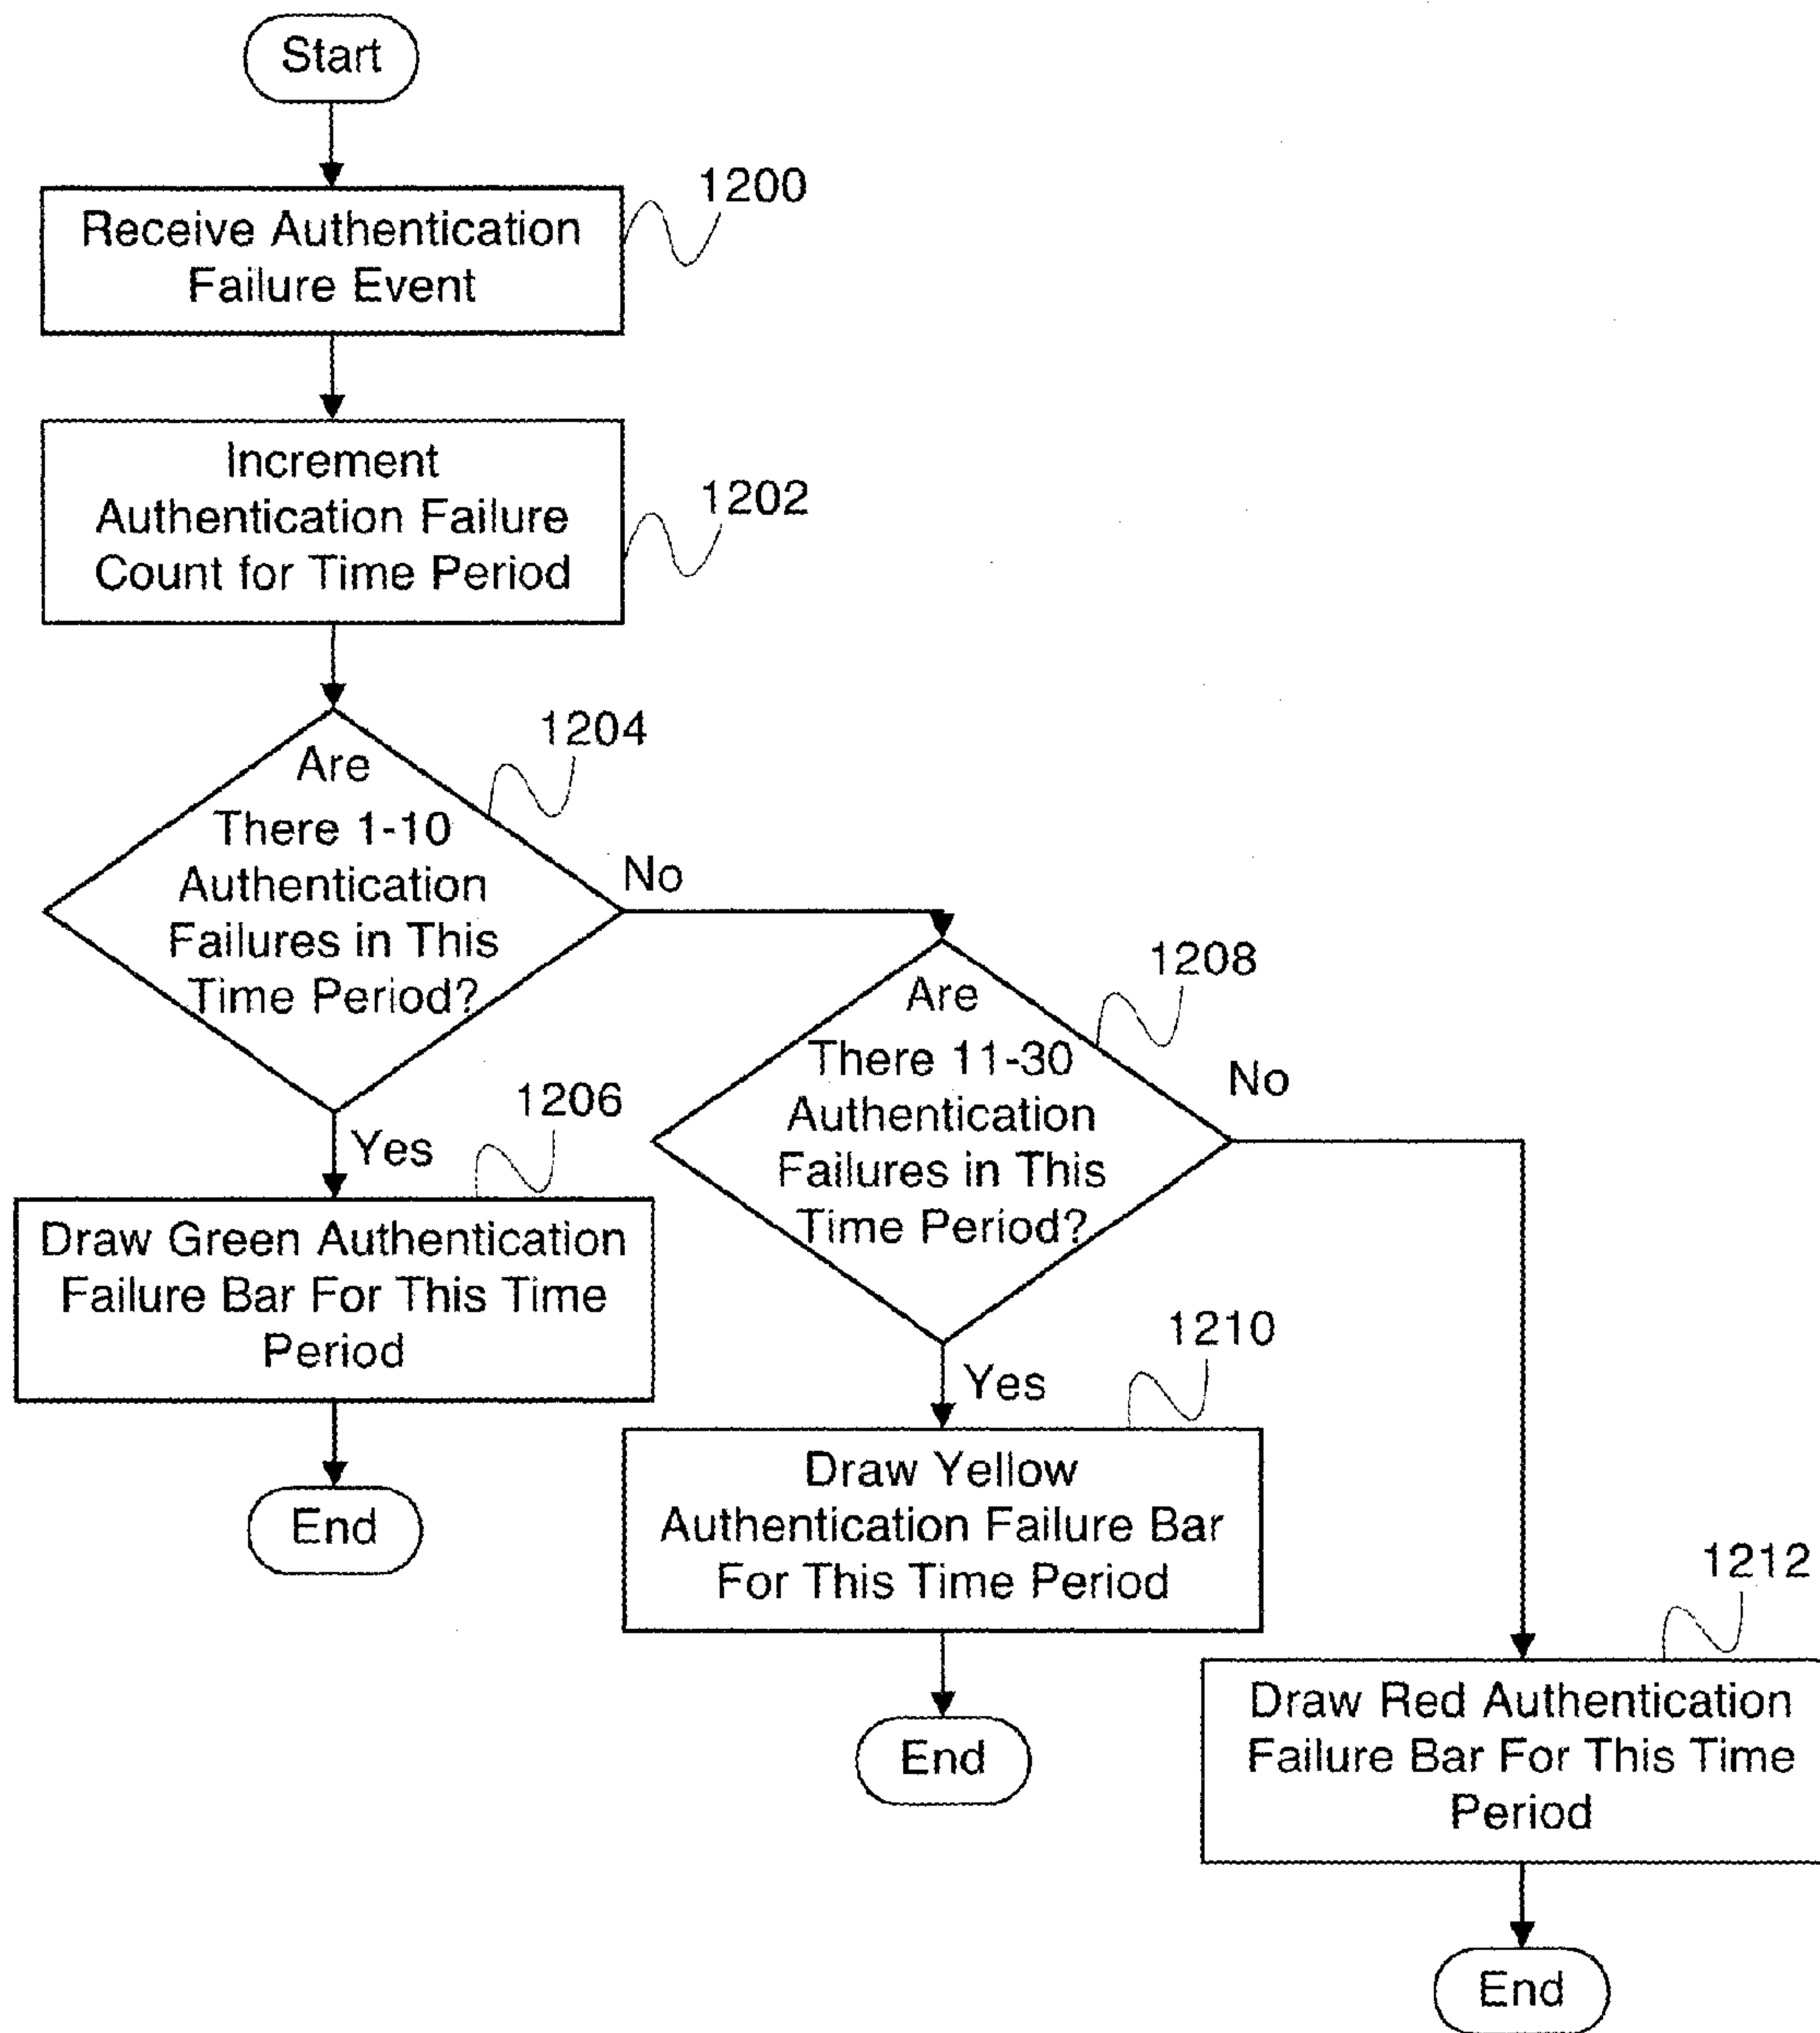 Start
1200
Receive Authentication
Failure Event
1202
Increment
Authentication Failure
Count for Time Period
1204
Are
There 1-10
Authentication
Failures in This
Time Period?
No
Yes
1206
Draw Green Authentication
Failure Bar For This Time
Period
End
1208
Are
There 11-30
Authentication
Failures in This
Time Period?
No
Yes
1210
Draw Yellow
Authentication Failure Bar
For This Time Period
End
1212
Draw Red Authentication
Failure Bar For This Time
Period
End